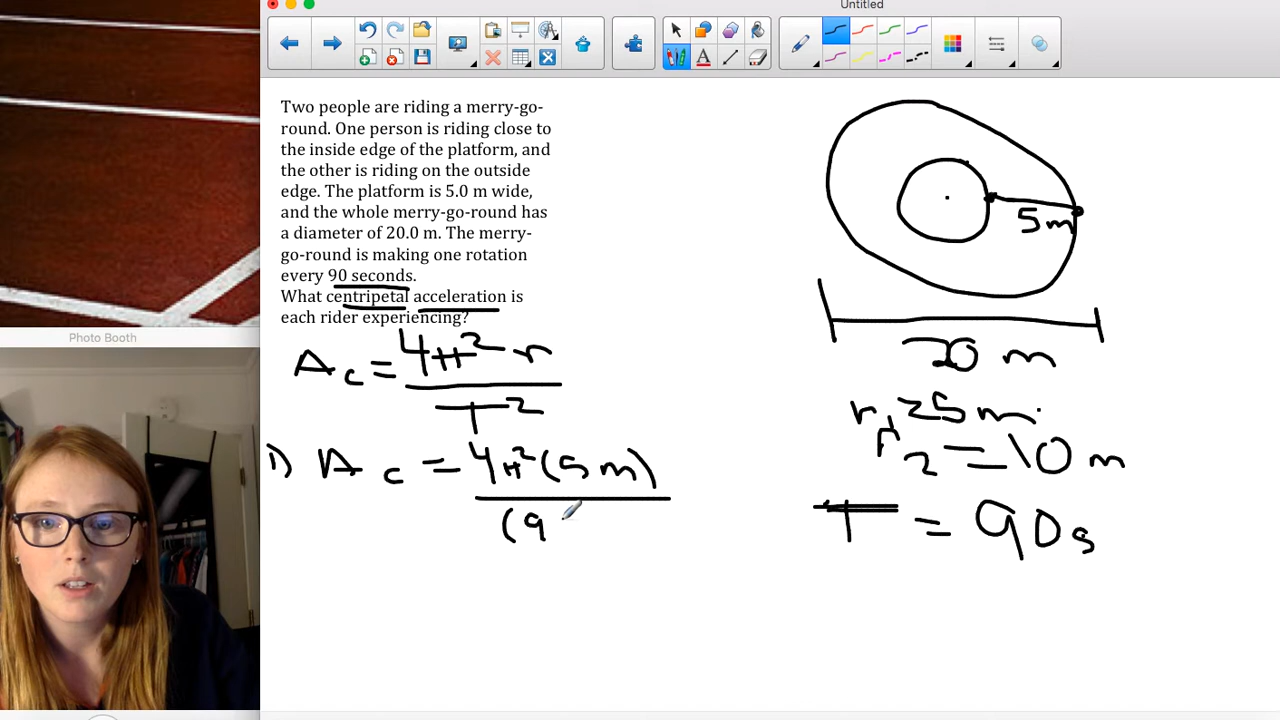 Untitled
Two people are riding a merry-go-
round. One person is riding close to
the inside edge of the platform, and
the other is riding on the outside
edge. The platform is 5.0 m wide,
and the whole merry-go-round has
a diameter of 20.0 m. The merry-
go-round is making one rotation
every 90 seconds.
What centripetal acceleration is
each rider experiencing?
Photo Booth
Ac = 4π² r
T²
1) Ac = 4π² (5 m)
(9
5m
20 m
r₁ = 5 m
r₂ = 10 m
T = 90 s